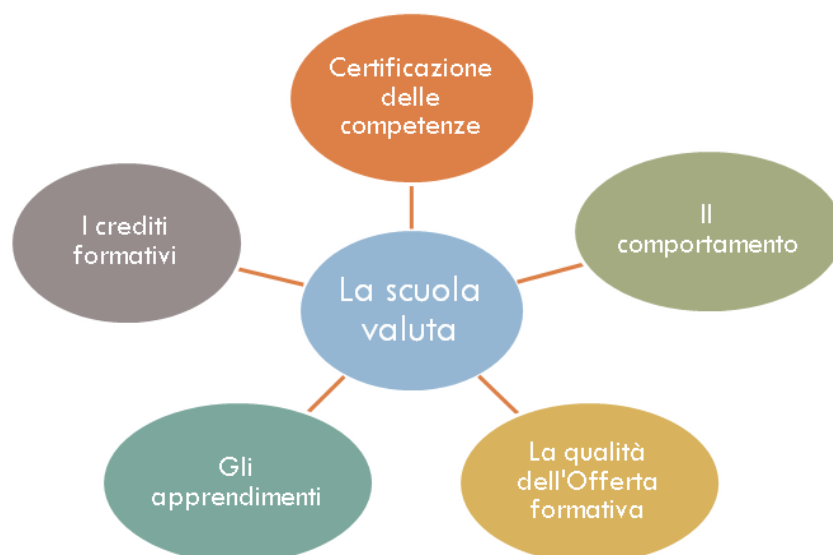 Certificazione
delle
competenze
I crediti
formativi
Il
comportamento
La scuola
valuta
Gli
apprendimenti
La qualità
dell'Offerta
formativa